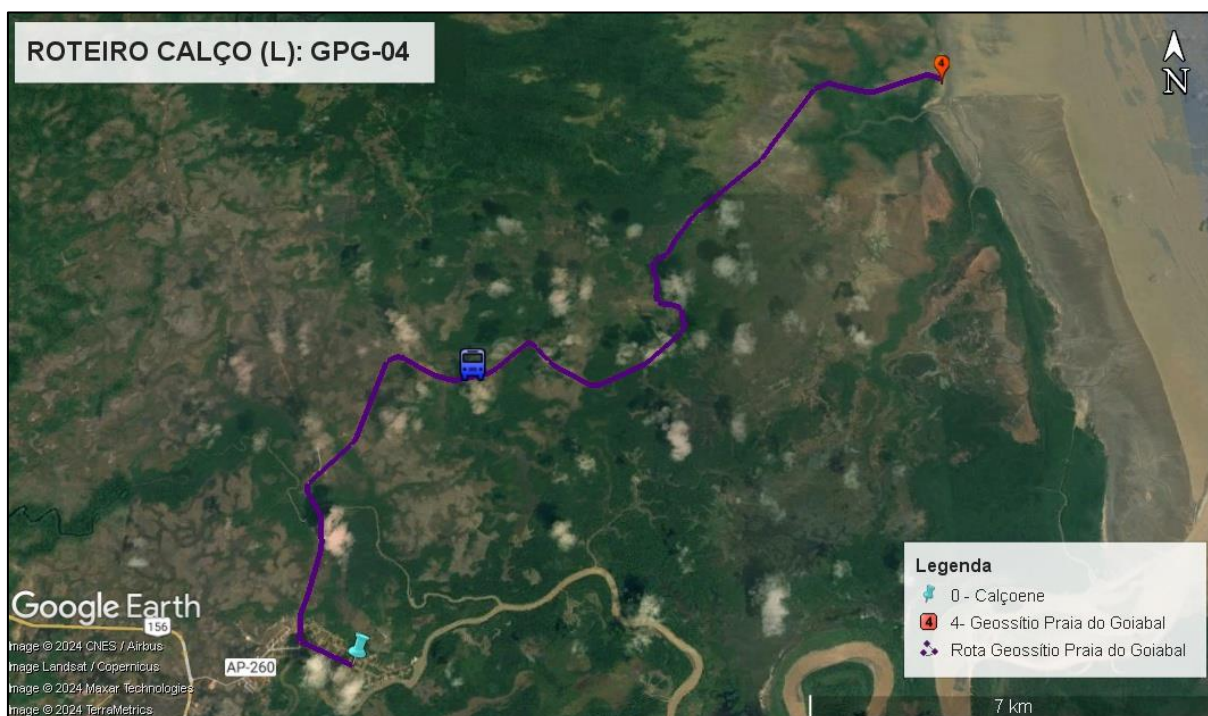 ROTEIRO CALÇO (L): GPG-04
4
N
Legenda
0 - Calçoene
4 4- Geossítio Praia do Goiabal
Rota Geossítio Praia do Goiabal
Google Earth
156
AP-260
Image © 2024 CNES / Airbus
Image Landsat / Copernicus
Image © 2024 Maxar Technologies
Image © 2024 TerraMetrics
7 km